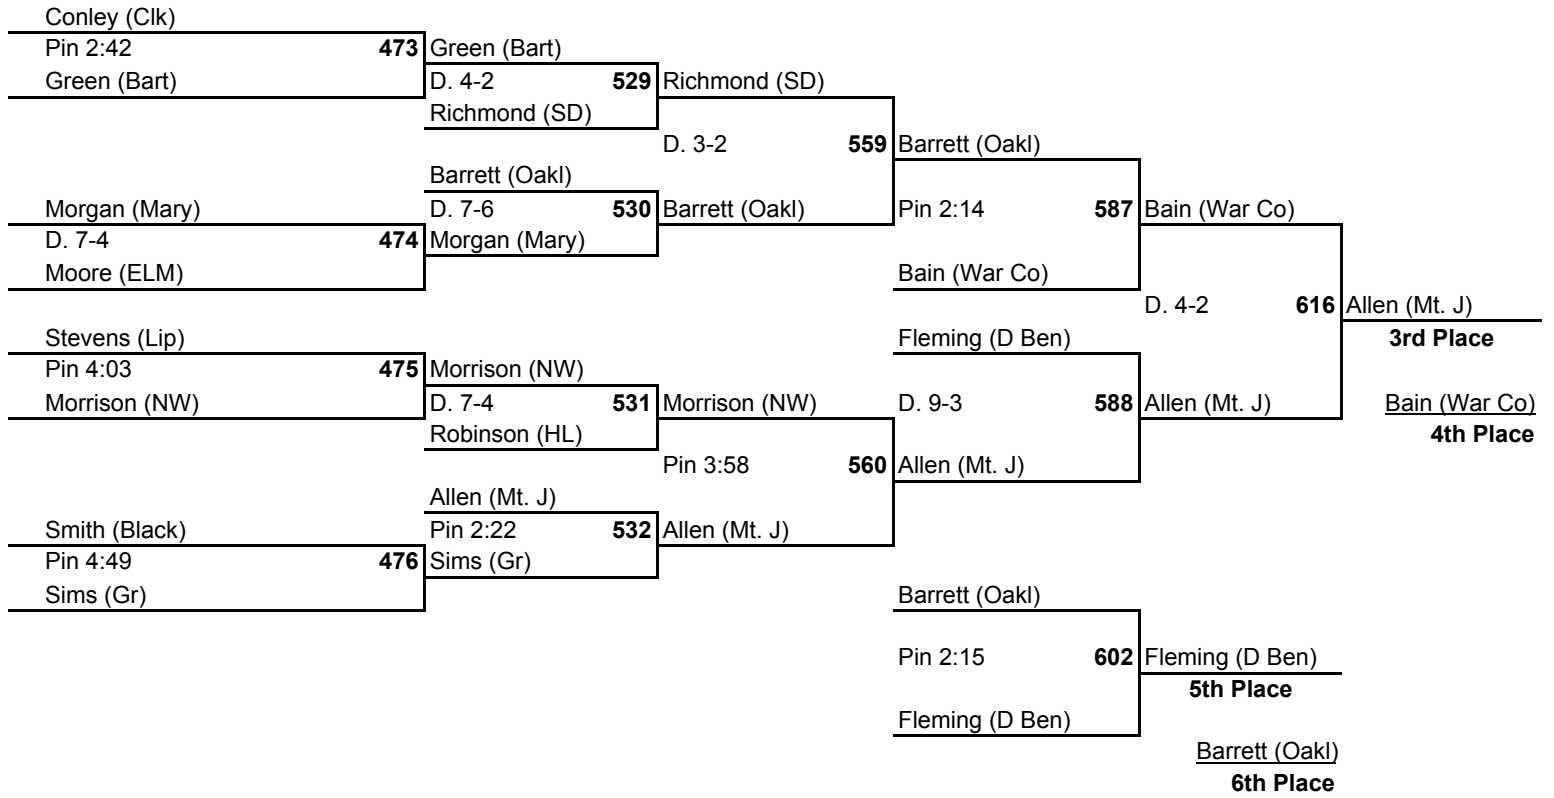 Conley (Clk)
Pin 2:42 473 Green (Bart)
Green (Bart) D. 4-2 529 Richmond (SD)
Richmond (SD)
D. 3-2 559 Barrett (Oakl)
Barrett (Oakl)
Morgan (Mary) D. 7-6 530 Barrett (Oakl) Pin 2:14 587 Bain (War Co)
D. 7-4 474 Morgan (Mary)
Moore (ELM) Bain (War Co)
D. 4-2 616 Allen (Mt. J)
Stevens (Lip) Fleming (D Ben) 3rd Place
Pin 4:03 475 Morrison (NW)
Morrison (NW) D. 7-4 531 Morrison (NW) D. 9-3 588 Allen (Mt. J) Bain (War Co)
Robinson (HL) 4th Place
Pin 3:58 560 Allen (Mt. J)
Allen (Mt. J)
Smith (Black) Pin 2:22 532 Allen (Mt. J)
Pin 4:49 476 Sims (Gr)
Sims (Gr) Barrett (Oakl)
Pin 2:15 602 Fleming (D Ben)
5th Place
Fleming (D Ben)
Barrett (Oakl)
6th Place